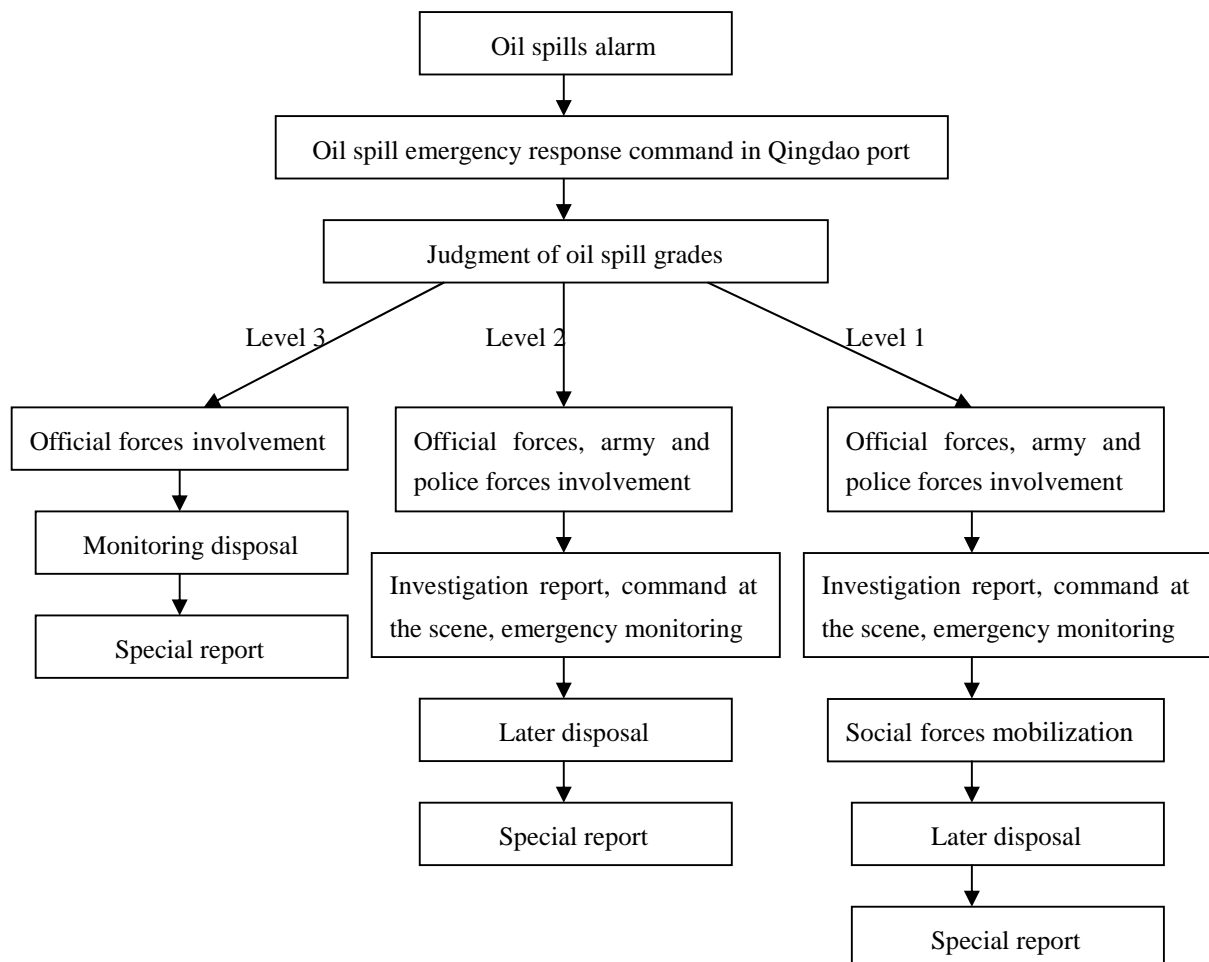 Oil spills alarm
Oil spill emergency response command in Qingdao port
Judgment of oil spill grades
Level 3
Level 2
Level 1
Official forces involvement
Monitoring disposal
Special report
Official forces, army and
police forces involvement
Investigation report, command at
the scene, emergency monitoring
Later disposal
Special report
Official forces, army and
police forces involvement
Investigation report, command at
the scene, emergency monitoring
Social forces mobilization
Later disposal
Special report